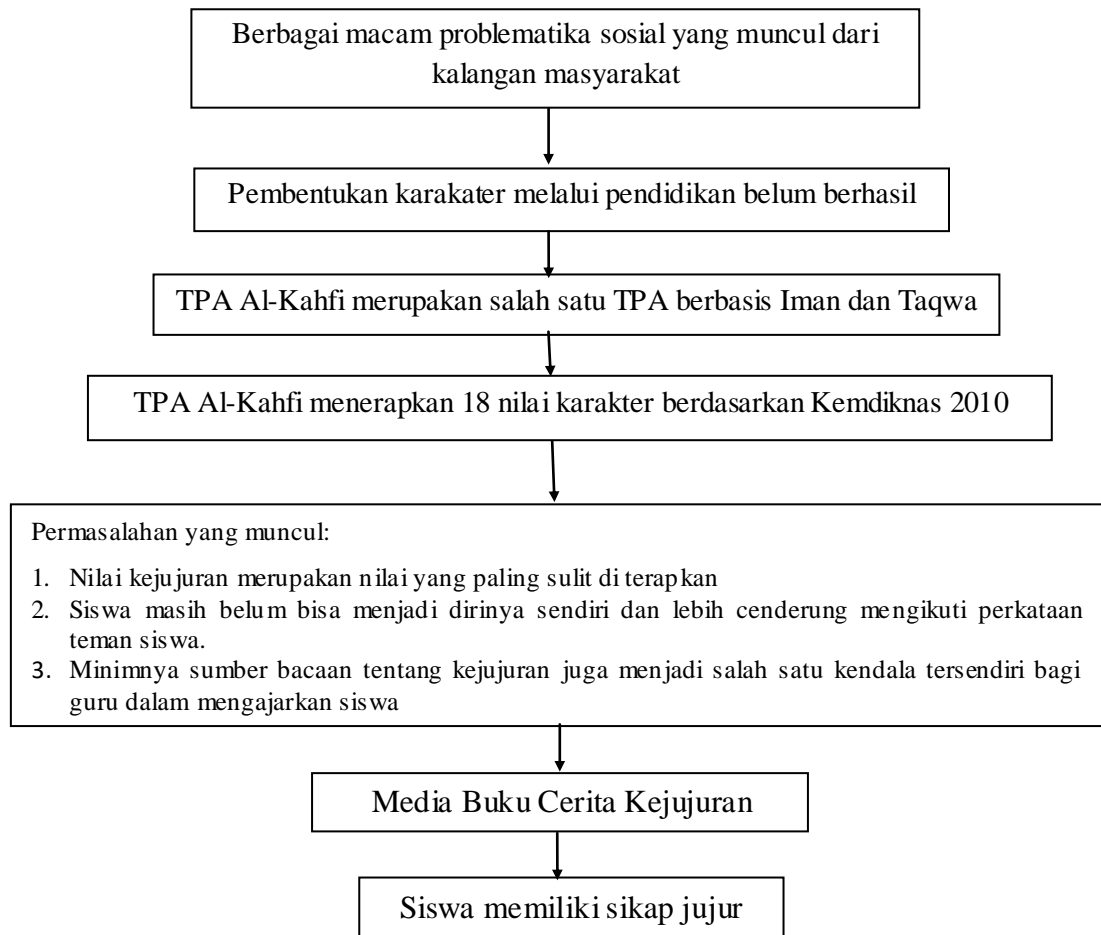 Berbagai macam problematika sosial yang muncul dari
kalangan masyarakat
Pembentukan karakater melalui pendidikan belum berhasil
TPA Al-Kahfi merupakan salah satu TPA berbasis Iman dan Taqwa
TPA Al-Kahfi menerapkan 18 nilai karakter berdasarkan Kemdiknas 2010
Permasalahan yang muncul:
1. Nilai kejujuran merupakan nilai yang paling sulit di terapkan
2. Siswa masih belum bisa menjadi dirinya sendiri dan lebih cenderung mengikuti perkataan
teman siswa.
3. Minimnya sumber bacaan tentang kejujuran juga menjadi salah satu kendala tersendiri bagi
guru dalam mengajarkan siswa
Media Buku Cerita Kejujuran
Siswa memiliki sikap jujur